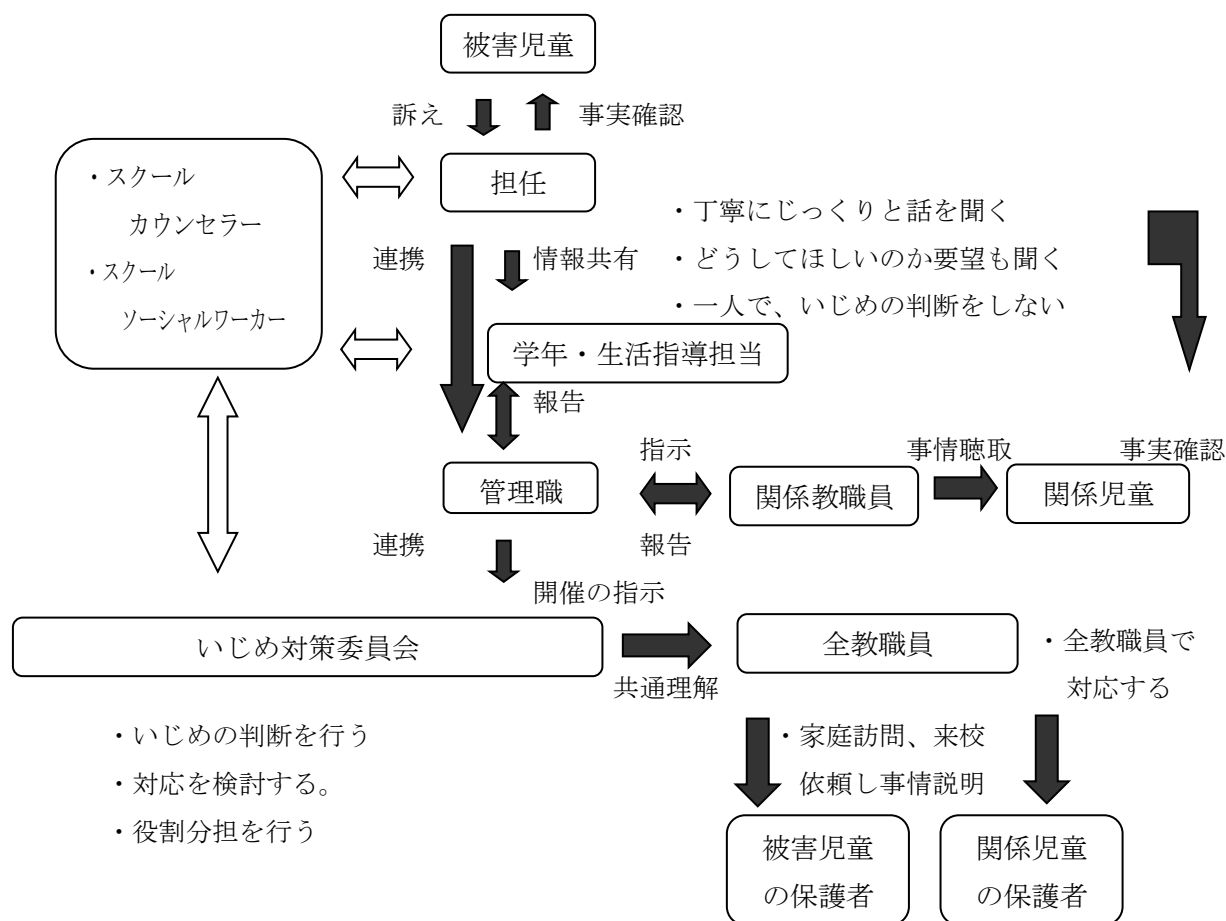 被害児童
訴え
事実確認
・スクール
カウンセラー
・スクール
ソーシャルワーカー
担任
・丁寧にじっくりと話を聞く
連携
情報共有
・どうしてほしいのか要望も聞く
・一人で、いじめの判断をしない
学年・生活指導担当
報告
指示
事情聴取
事実確認
管理職
関係教職員
関係児童
連携
報告
開催の指示
いじめ対策委員会
全教職員
・全教職員で
対応する
共通理解
・いじめの判断を行う
・対応を検討する。
・役割分担を行う
・家庭訪問、来校
依頼し事情説明
被害児童
の保護者
関係児童
の保護者